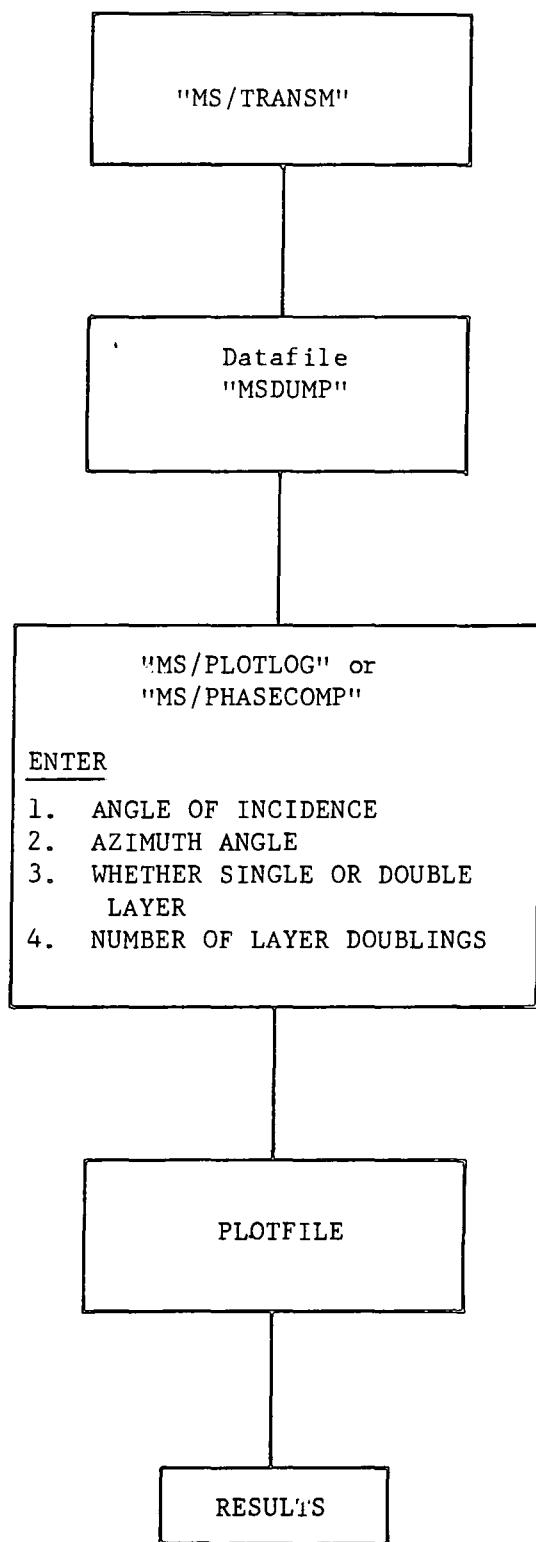 "MS/TRANSM"
Datafile
"MSDUMP"
"MS/PLOTLOG" or
"MS/PHASECOMP"
ENTER
1. ANGLE OF INCIDENCE
2. AZIMUTH ANGLE
3. WHETHER SINGLE OR DOUBLE
LAYER
4. NUMBER OF LAYER DOUBLINGS
PLOTFILE
RESULTS